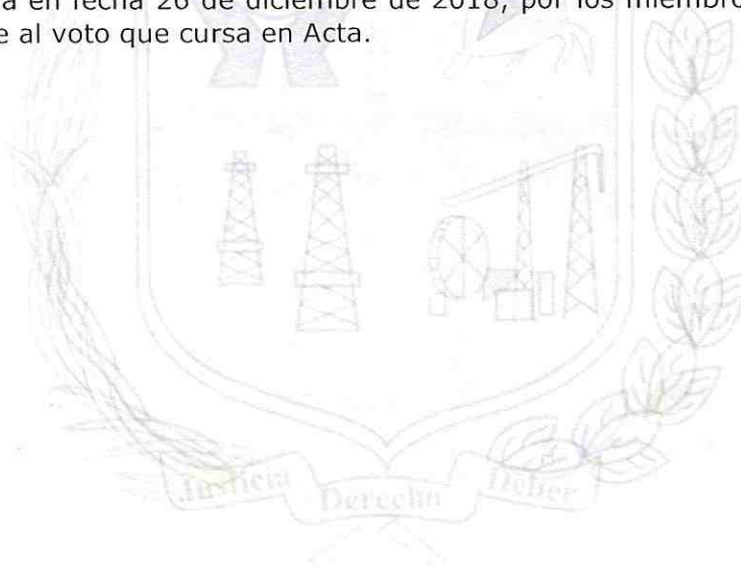 a en fecha 26 de diciembre de 2018, por los miembro
e al voto que cursa en Acta.
Justicia Derecho Deber